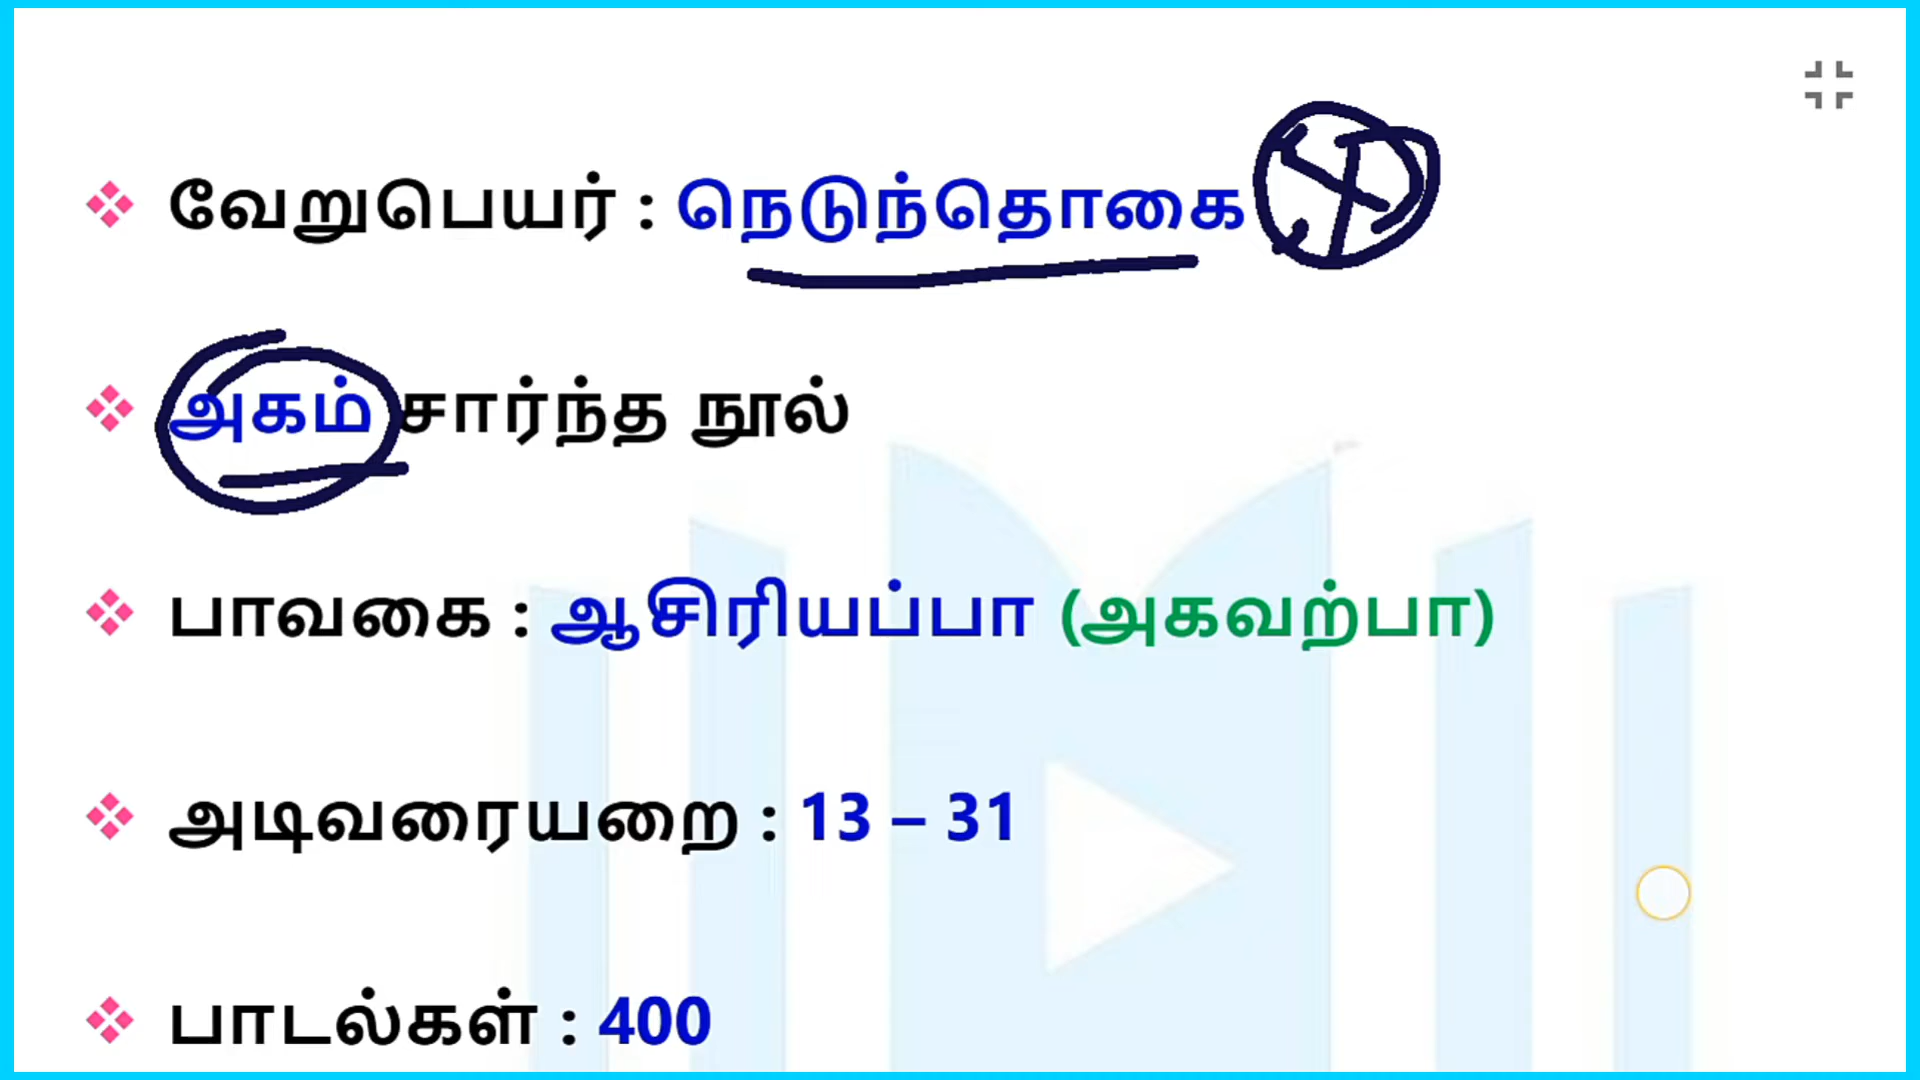 வேறுபெயர் : நெடுந்தொகை
அகம் சார்ந்த நூல்
பாவகை : ஆசிரியப்பா (அகவற்பா)
அடிவரையறை : 13 – 31
பாடல்கள் : 400